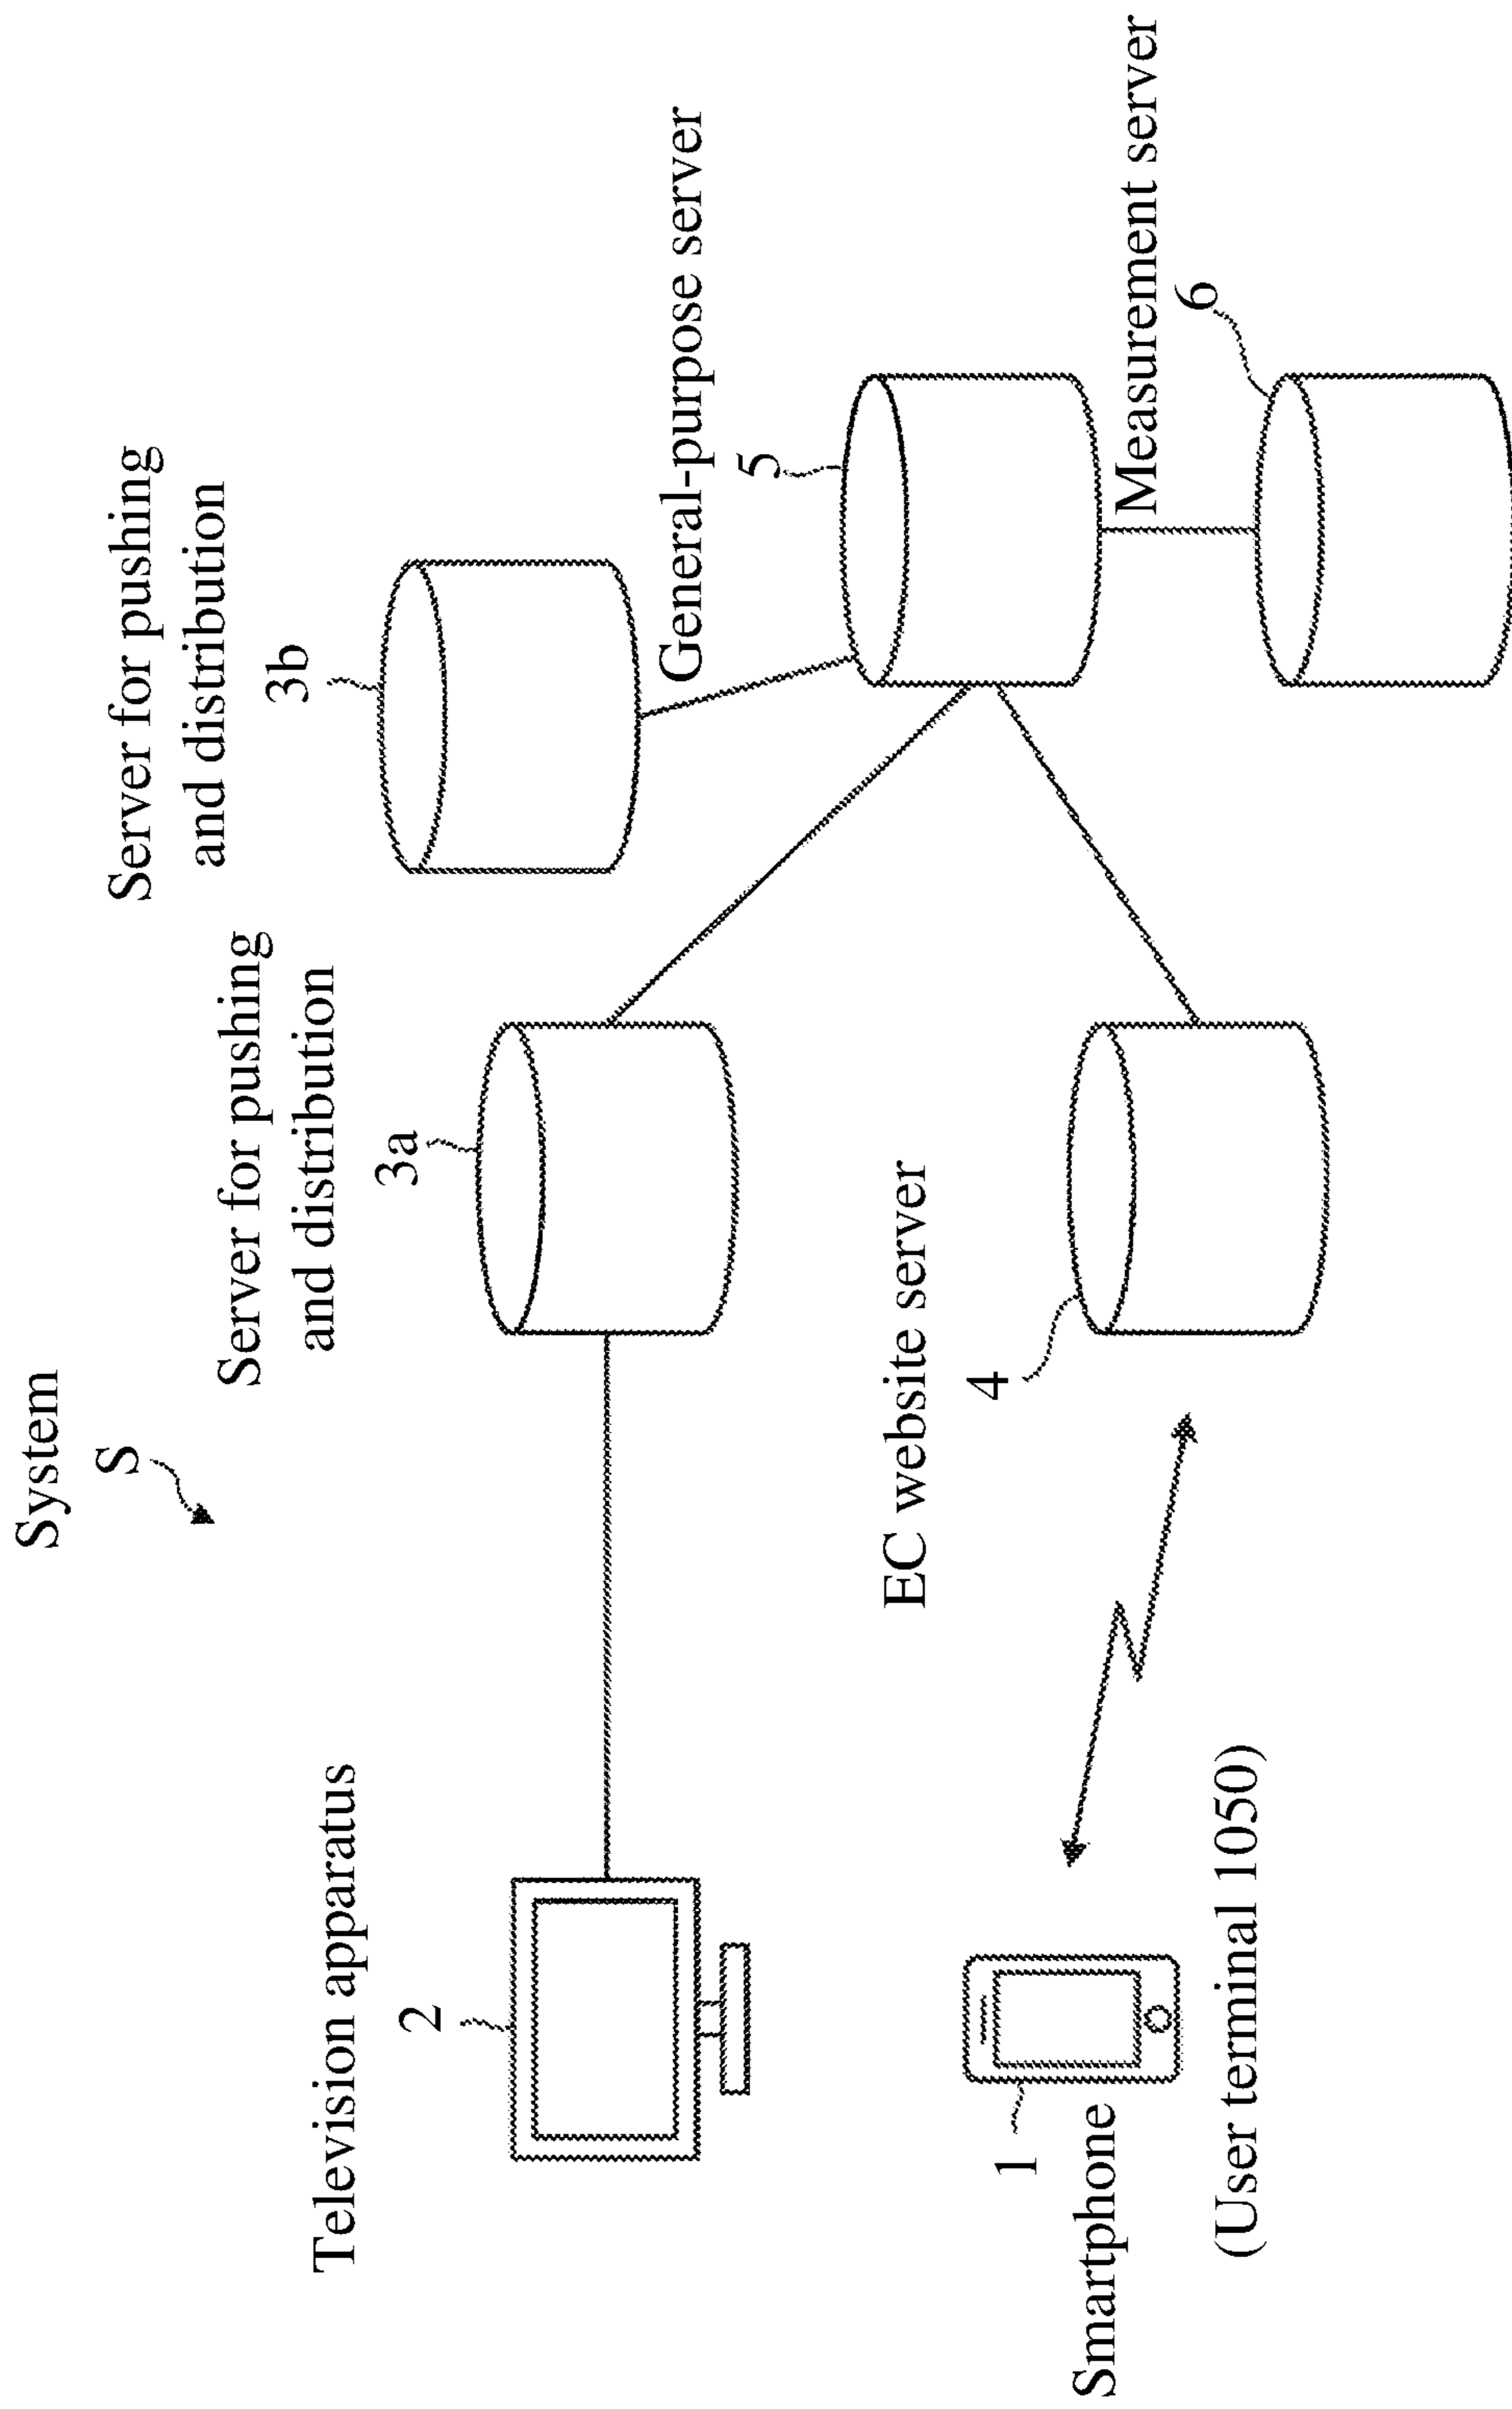 System
S
Server for pushing
and distribution
3b
Server for pushing
and distribution
3a
Television apparatus
2
General-purpose server
5
Measurement server
6
EC website server
4
1
Smartphone
(User terminal 1050)